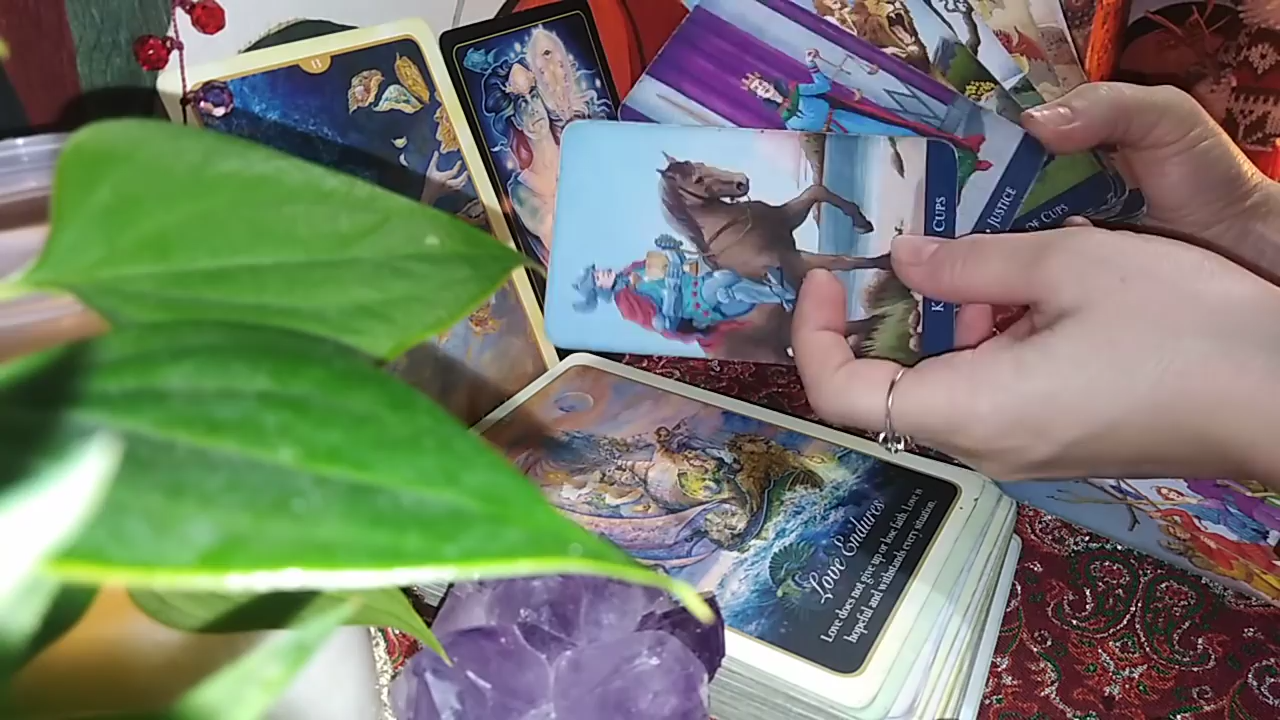 11
CUPS
JUSTICE
OF CUPS
Love Endures
Love does not give up or lose faith. Love is
hopeful and withstands every situation.